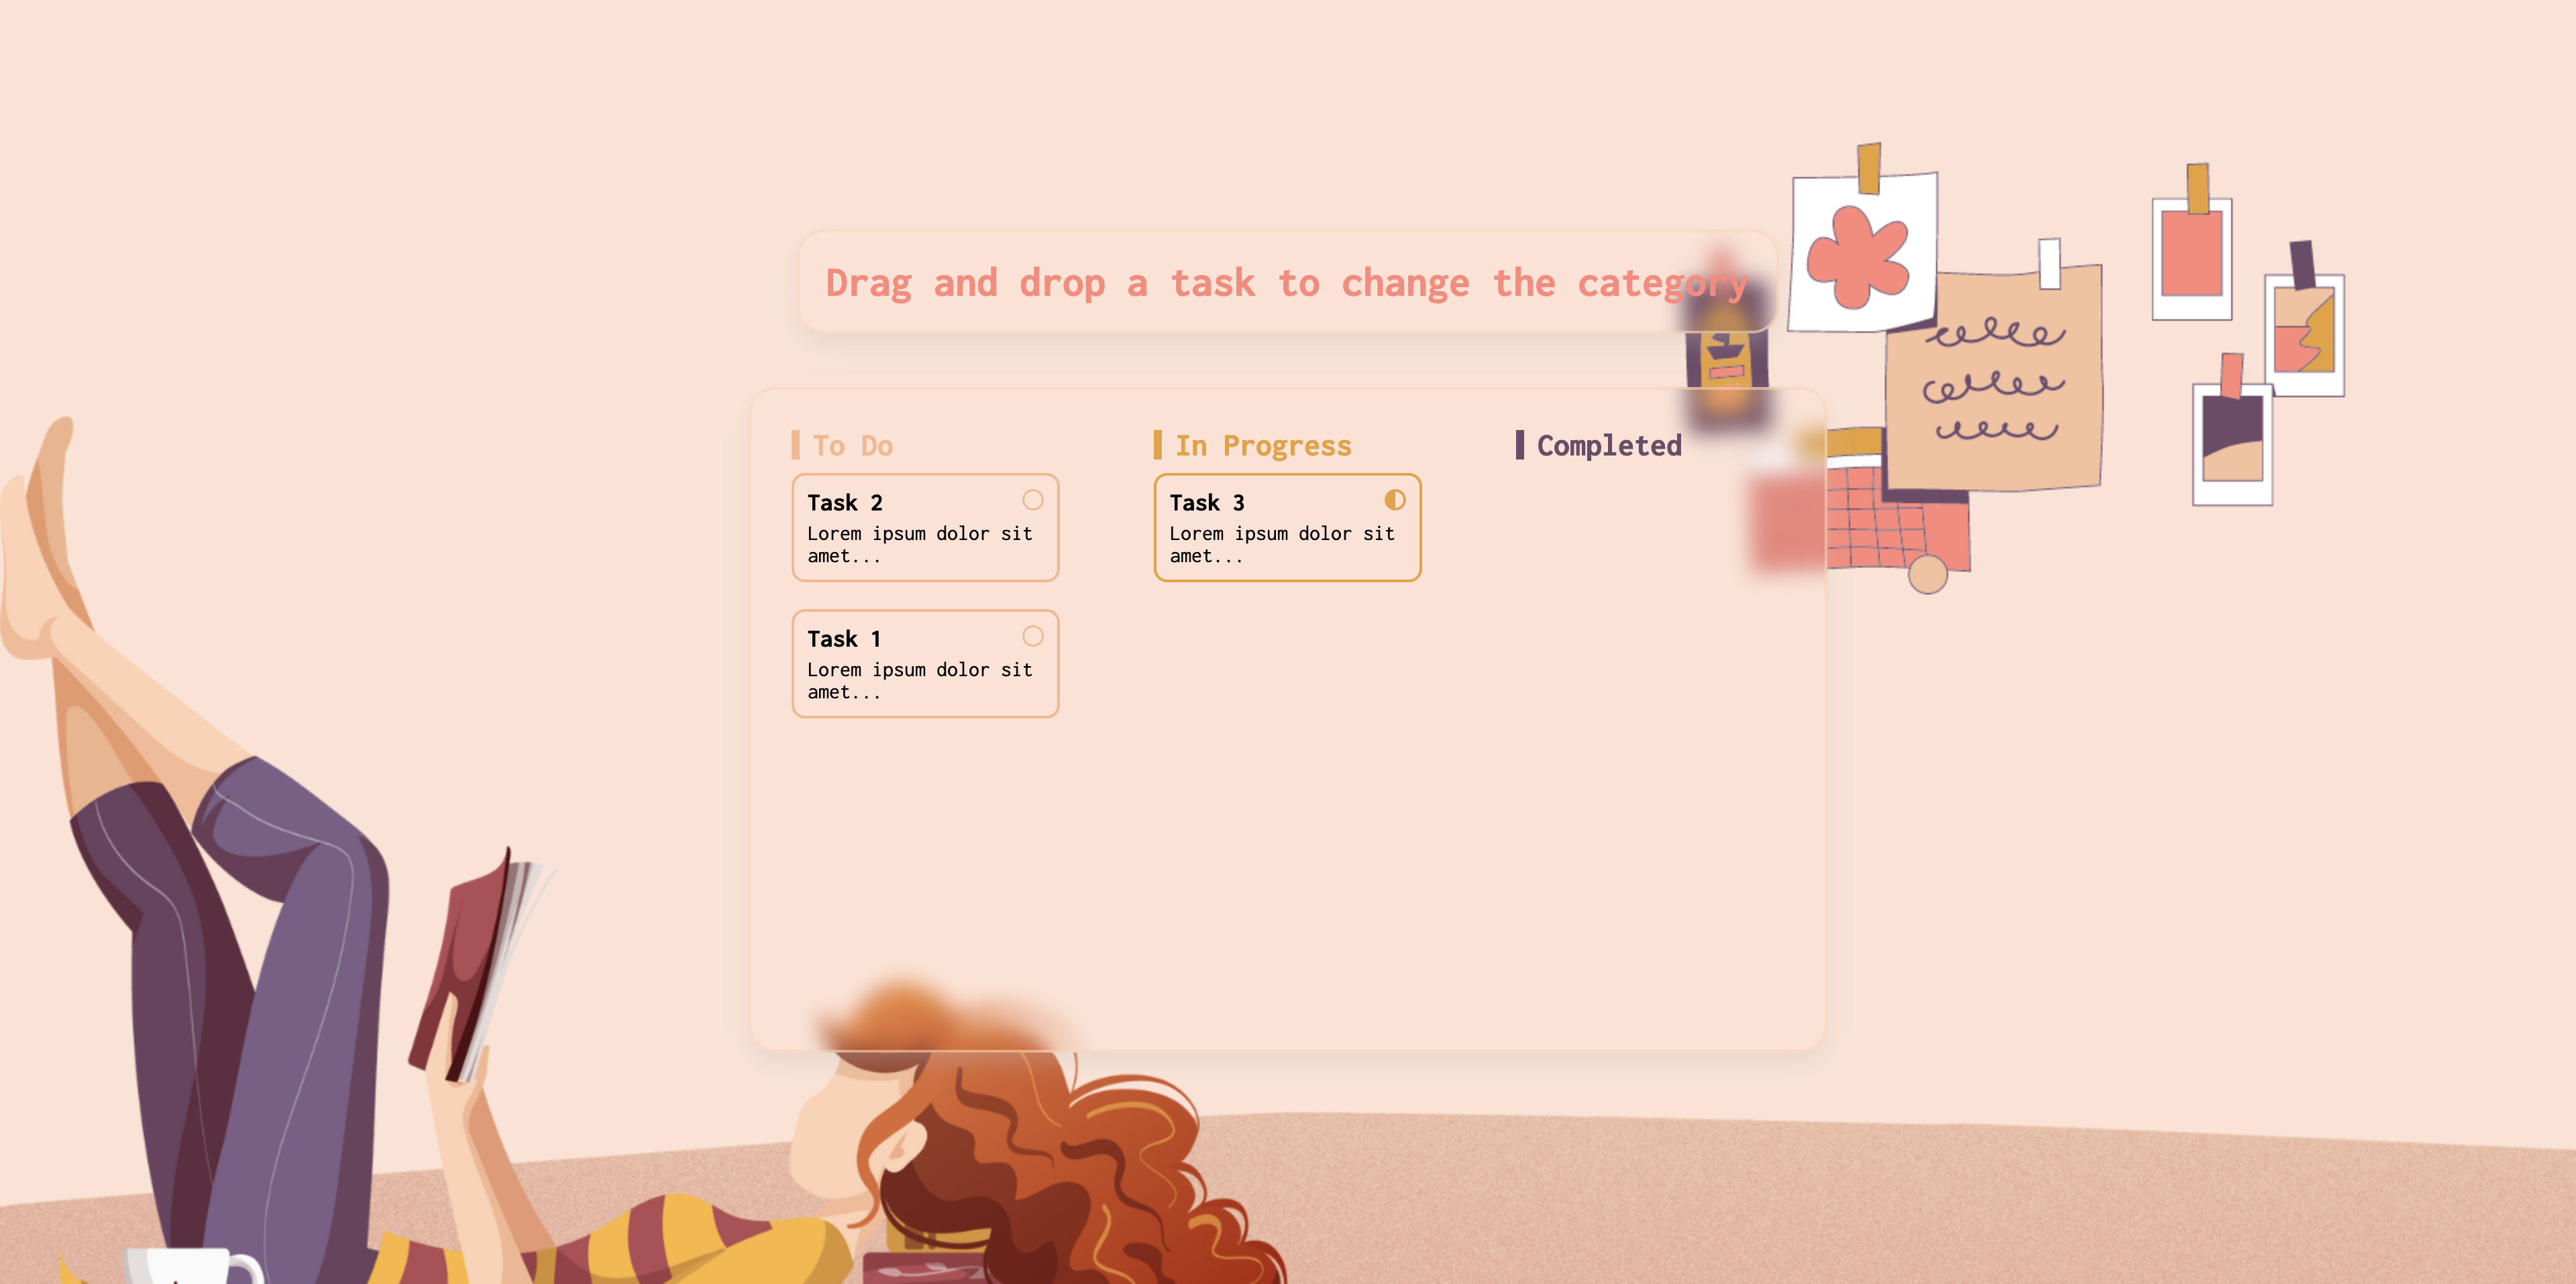 Drag and drop a task to change the category
To Do
Task 2
Lorem ipsum dolor sit
amet...
Task 1
Lorem ipsum dolor sit
amet...
In Progress
Task 3
Lorem ipsum dolor sit
amet...
Completed